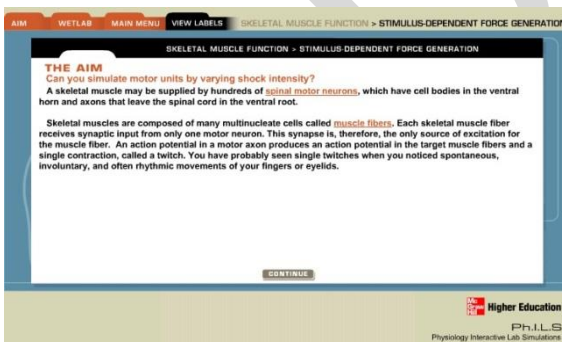 AIM WETLAB MAIN MENU VIEW LABELS SKELETAL MUSCLE FUNCTION > STIMULUS-DEPENDENT FORCE GENERATION
SKELETAL MUSCLE FUNCTION > STIMULUS-DEPENDENT FORCE GENERATION
THE AIM
Can you simulate motor units by varying shock intensity?
A skeletal muscle may be supplied by hundreds of spinal motor neurons, which have cell bodies in the ventral
horn and axons that leave the spinal cord in the ventral root.
Skeletal muscles are composed of many multinucleate cells called muscle fibers. Each skeletal muscle fiber
receives synaptic input from only one motor neuron. This synapse is, therefore, the only source of excitation for
the muscle fiber. An action potential in a motor axon produces an action potential in the target muscle fibers and a
single contraction, called a twitch. You have probably seen single twitches when you noticed spontaneous,
involuntary, and often rhythmic movements of your fingers or eyelids.
CONTINUE
Higher Education
Ph.I.L.S
Physiology Interactive Lab Simulations